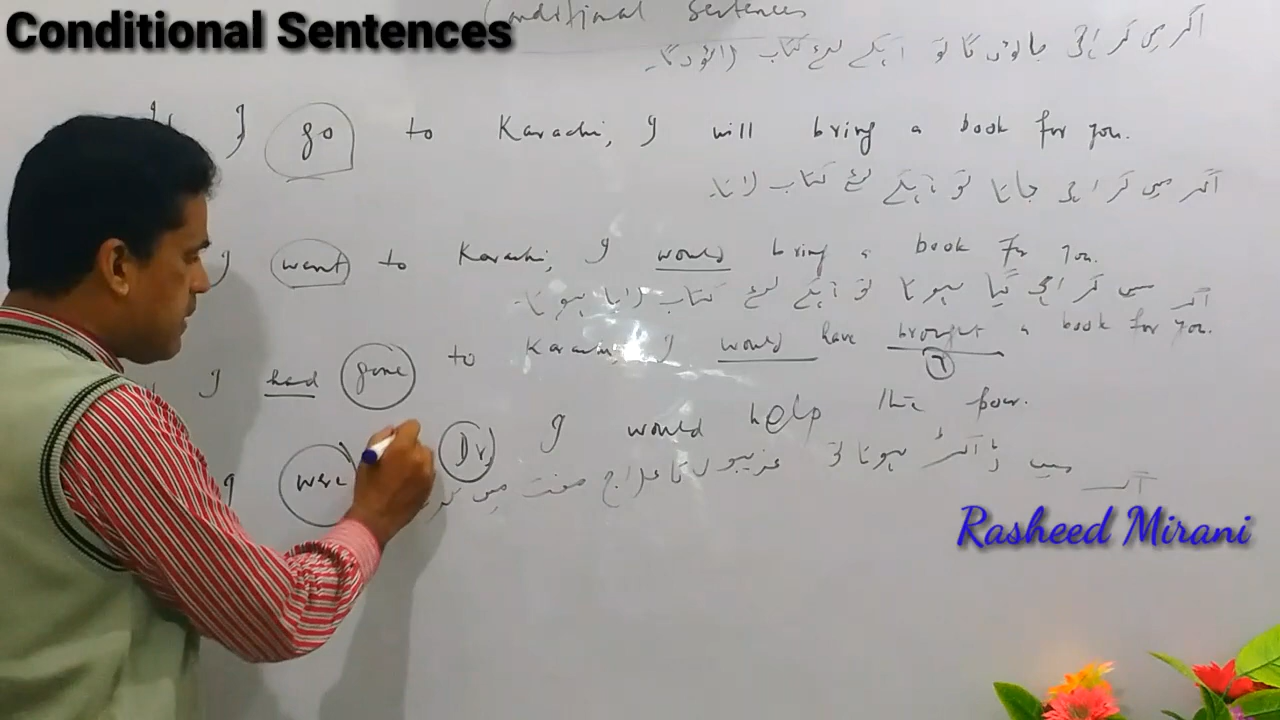 Conditional Sentences
Conditional Sentences
اگر میں کراچی جاؤں گا تو آپکے لئے کتاب لاؤں گا۔
I go to Karachi, I will bring a book for you.
اگر میں کراچی جاتا تو آپکے لئے کتاب لاتا۔
I went to Karachi, I would bring a book for you.
اگر میں کراچی گیا ہوتا تو آپکے لئے کتاب لایا ہوتا۔
I had gone to Karachi, I would have brought a book for you.
I were Dr, I would help the poor.
اگر میں ڈاکٹر ہوتا تو غریبوں کا علاج مفت میں
Rasheed Mirani